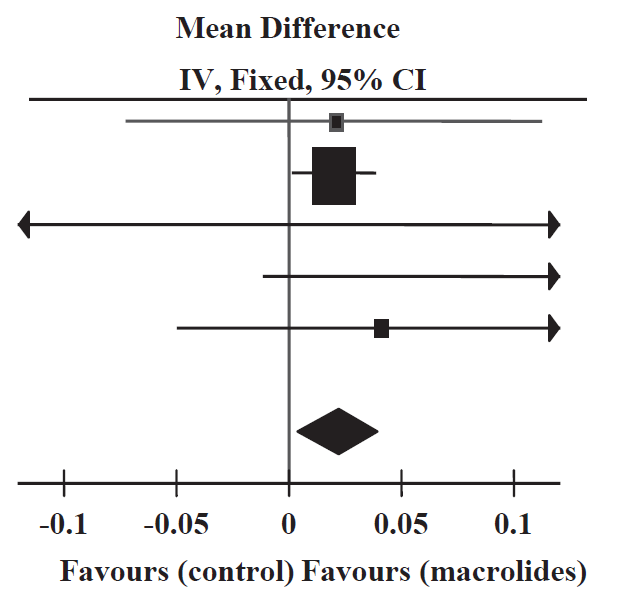 Mean Difference
IV, Fixed, 95% CI
-0.1 -0.05 0 0.05 0.1
Favours (control) Favours (macrolides)